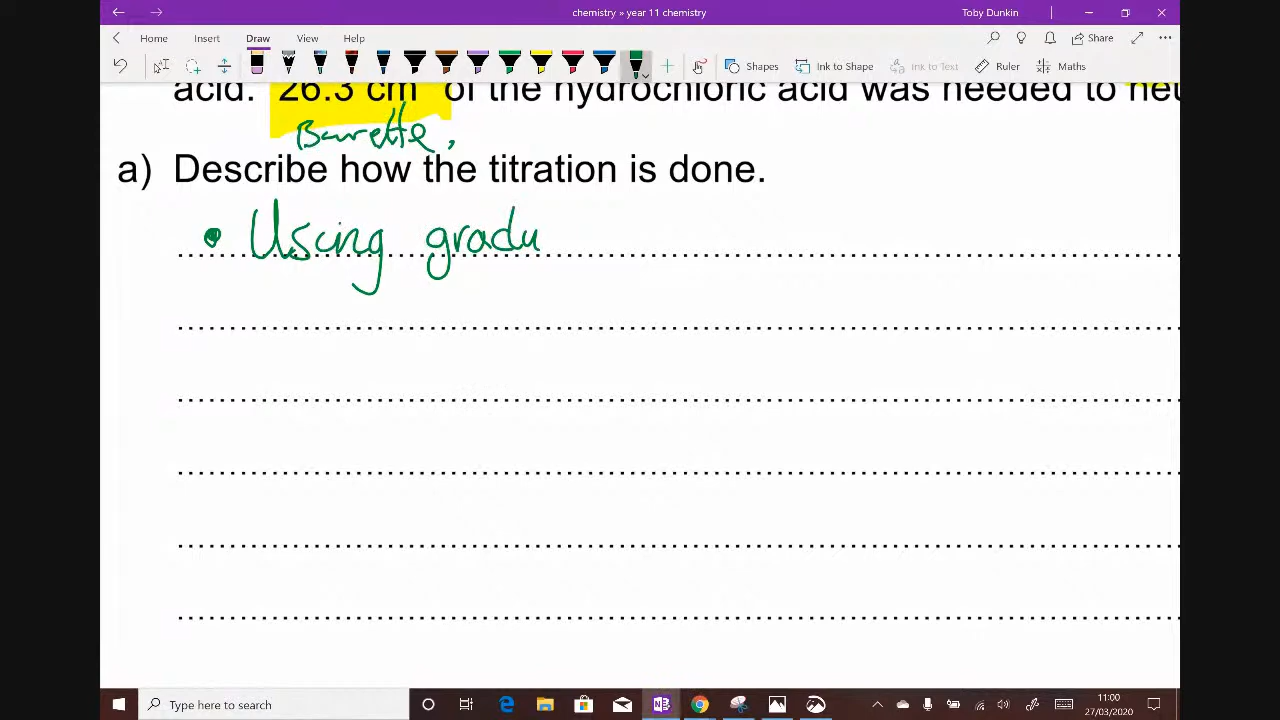 chemistry » year 11 chemistry
Toby Dunkin
Home Insert Draw View Help
Share
Shapes
Ink to Shape
Ink to Text
Ruler
Maths
acid. 26.3 cm of the hydrochloric acid was needed to neu
Burette,
a) Describe how the titration is done.
• Using gradu
Type here to search
11:00
27/03/2020